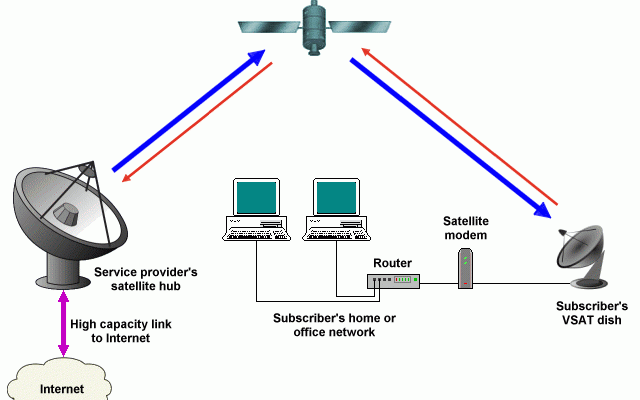 Satellite
modem
Router
Service provider's
satellite hub
Subscriber's
VSAT dish
Subscriber's home or
office network
High capacity link
to Internet
Internet